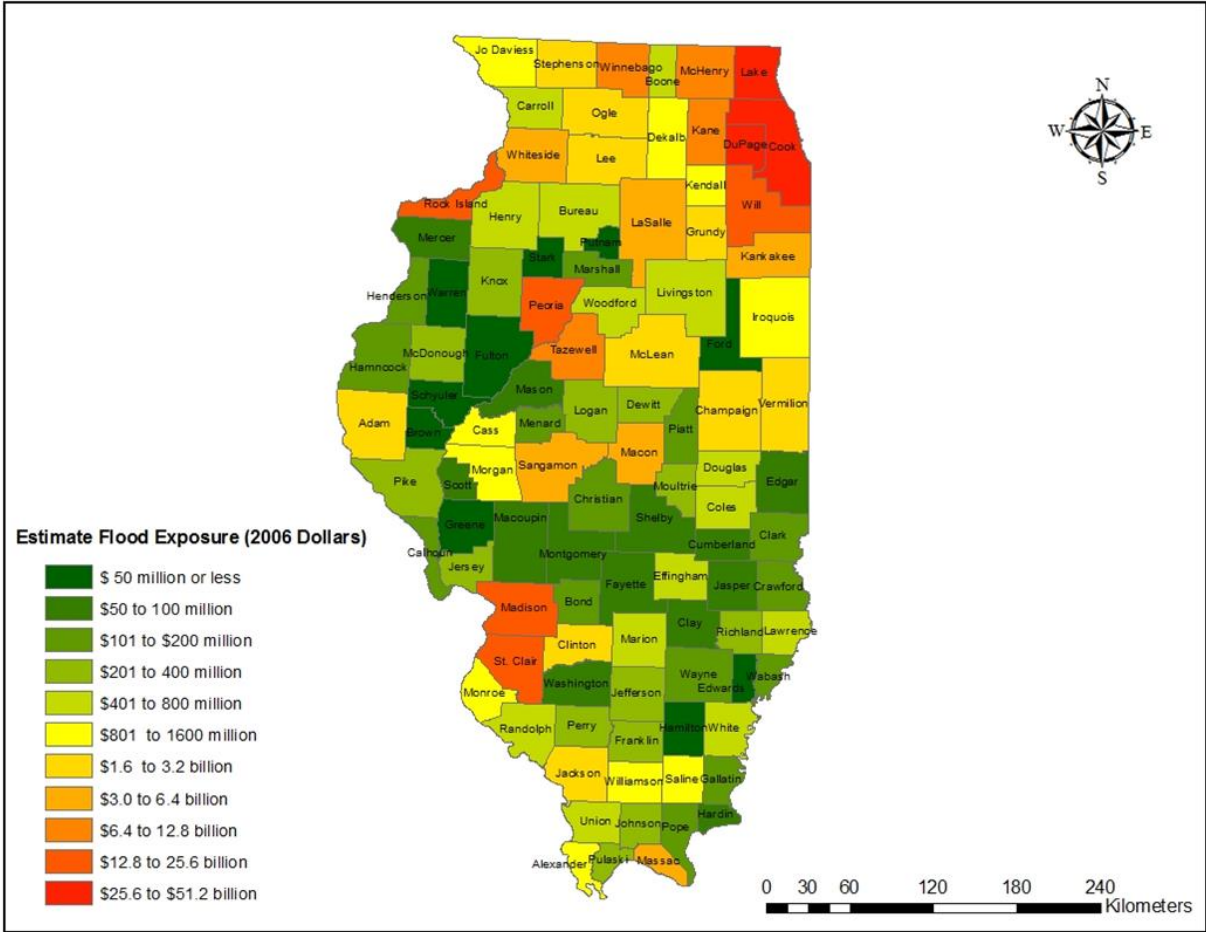 Jo Daviess
Stephenson
Winnebago
Boone
McHenry
Lake
Carroll
Ogle
Dekalb
Kane
DuPage
Cook
Whiteside
Lee
Kendall
Rock Island
Henry
Bureau
LaSalle
Grundy
Will
Mercer
Putnam
Stark
Marshall
Kankakee
Henderson
Warren
Knox
Peoria
Woodford
Livingston
Iroquois
Ford
Hamncock
McDonough
Fulton
Tazewell
McLean
Schyuler
Mason
Logan
Dewitt
Champaign
Vermilion
Adam
Brown
Cass
Menard
Piatt
Macon
Sangamon
Morgan
Pike
Scott
Christian
Moultrie
Douglas
Coles
Edgar
Greene
Macoupin
Shelby
Cumberland
Clark
Calhoun
Jersey
Montgomery
Fayette
Effingham
Jasper
Crawford
Madison
Bond
Clay
Richland
Lawrence
St. Clair
Clinton
Marion
Wayne
Edwards
Wabash
Monroe
Washington
Jefferson
Randolph
Perry
Franklin
Hamilton
White
Jackson
Williamson
Saline
Gallatin
Union
Johnson
Pope
Hardin
Alexander
Pulaski
Massac
N
W
E
S
Estimate Flood Exposure (2006 Dollars)
$ 50 million or less
$50 to 100 million
$101 to $200 million
$201 to 400 million
$401 to 800 million
$801 to 1600 million
$1.6 to 3.2 billion
$3.0 to 6.4 billion
$6.4 to 12.8 billion
$12.8 to 25.6 billion
$25.6 to $51.2 billion
0 30 60 120 180 240
Kilometers